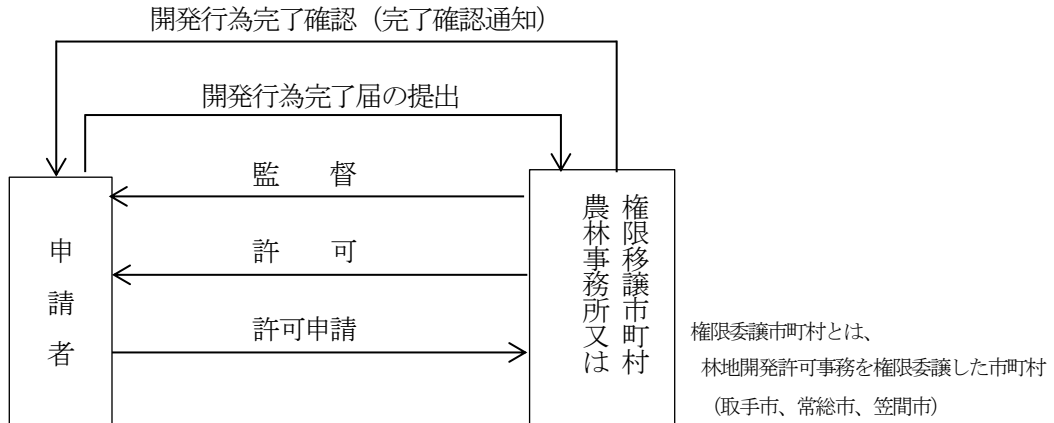 開発行為完了確認（完了確認通知）
開発行為完了届の提出
監　　督
許　　可
許可申請
申請者
権限移譲市町村
農林事務所又は
権限委譲市町村とは、
林地開発許可事務を権限委譲した市町村
（取手市、常総市、笠間市）